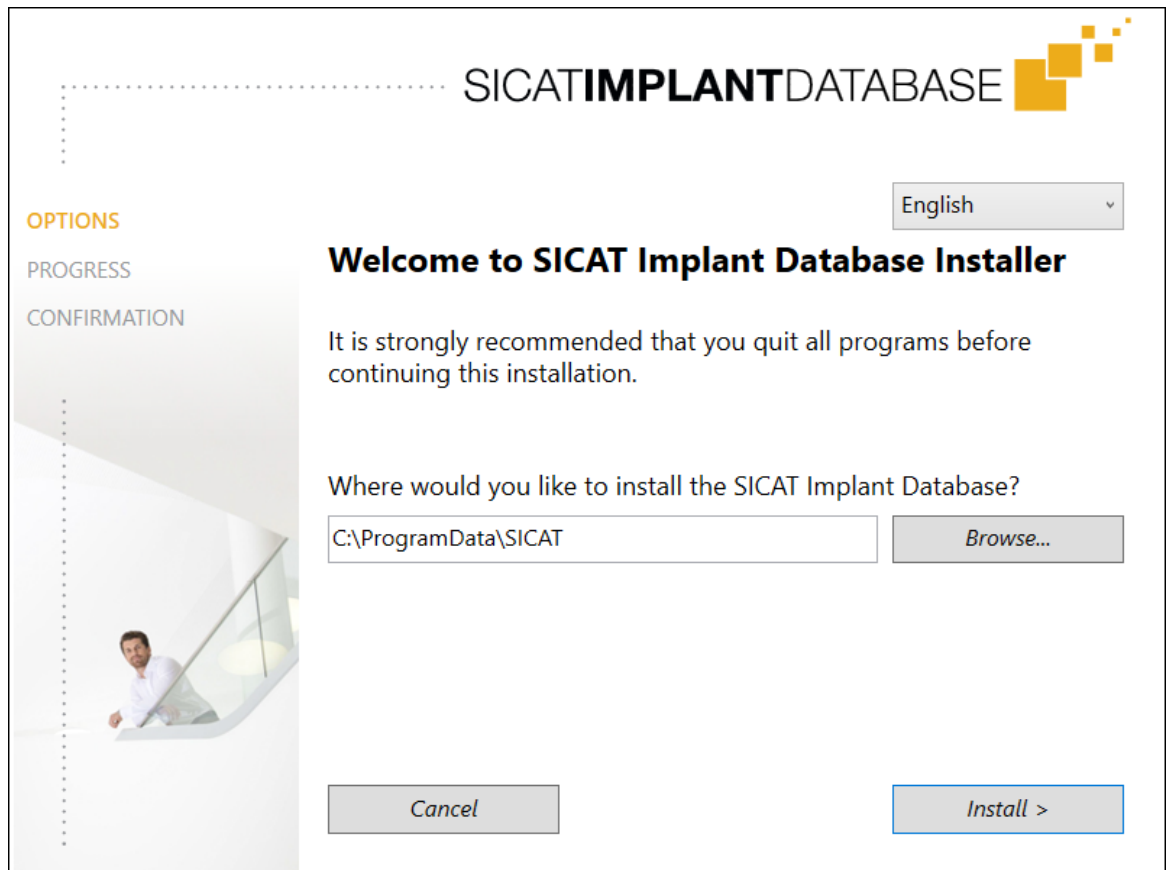 SICATIMPLANTDATABASE
English
OPTIONS
PROGRESS
CONFIRMATION
Welcome to SICAT Implant Database Installer
It is strongly recommended that you quit all programs before
continuing this installation.
Where would you like to install the SICAT Implant Database?
C:\ProgramData\SICAT
Browse...
Cancel
Install >